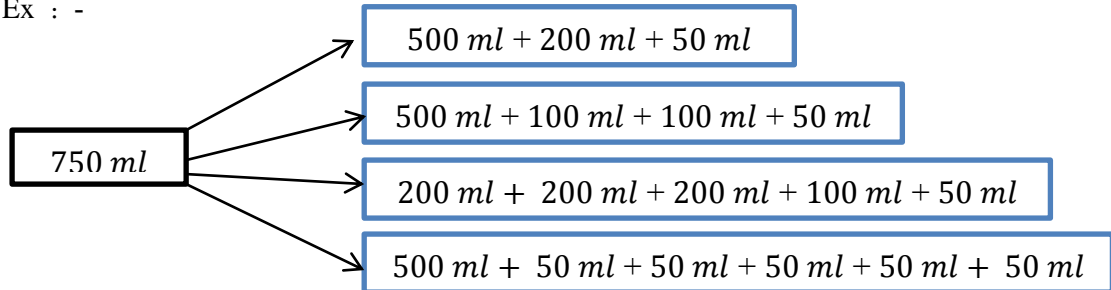 Ex : -
500 ml + 200 ml + 50 ml
500 ml + 100 ml + 100 ml + 50 ml
750 ml
200 ml + 200 ml + 200 ml + 100 ml + 50 ml
500 ml + 50 ml + 50 ml + 50 ml + 50 ml + 50 ml